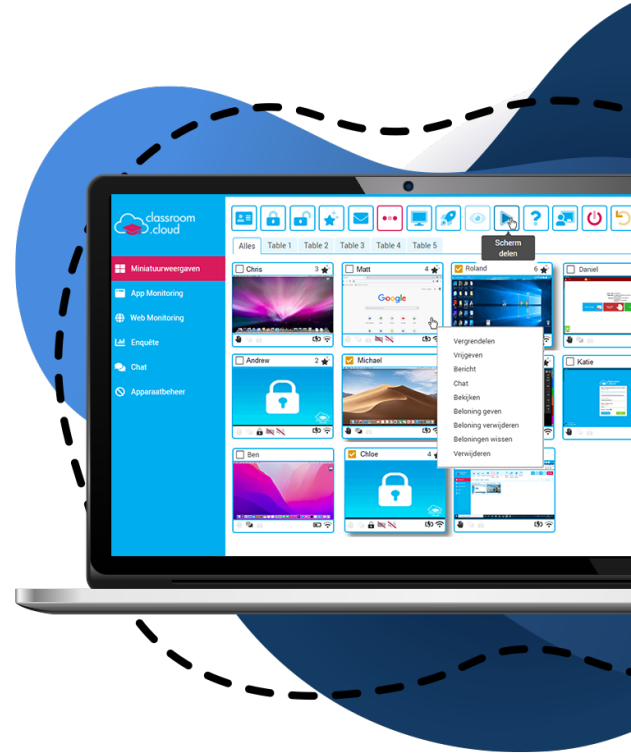 classroom
.cloud
Scherm
delen
Alles Table 1 Table 2 Table 3 Table 4 Table 5
Miniatuurweergaven
App Monitoring
Web Monitoring
Enquête
Chat
Apparaatbeheer
Chris 3
Matt 4
Roland 6
Daniel
Google
Andrew 2
Michael
Katie
Ben
Chloe 4
Vergrendelen
Vrijgeven
Bericht
Chat
Bekijken
Beloning geven
Beloning verwijderen
Beloningen wissen
Verwijderen